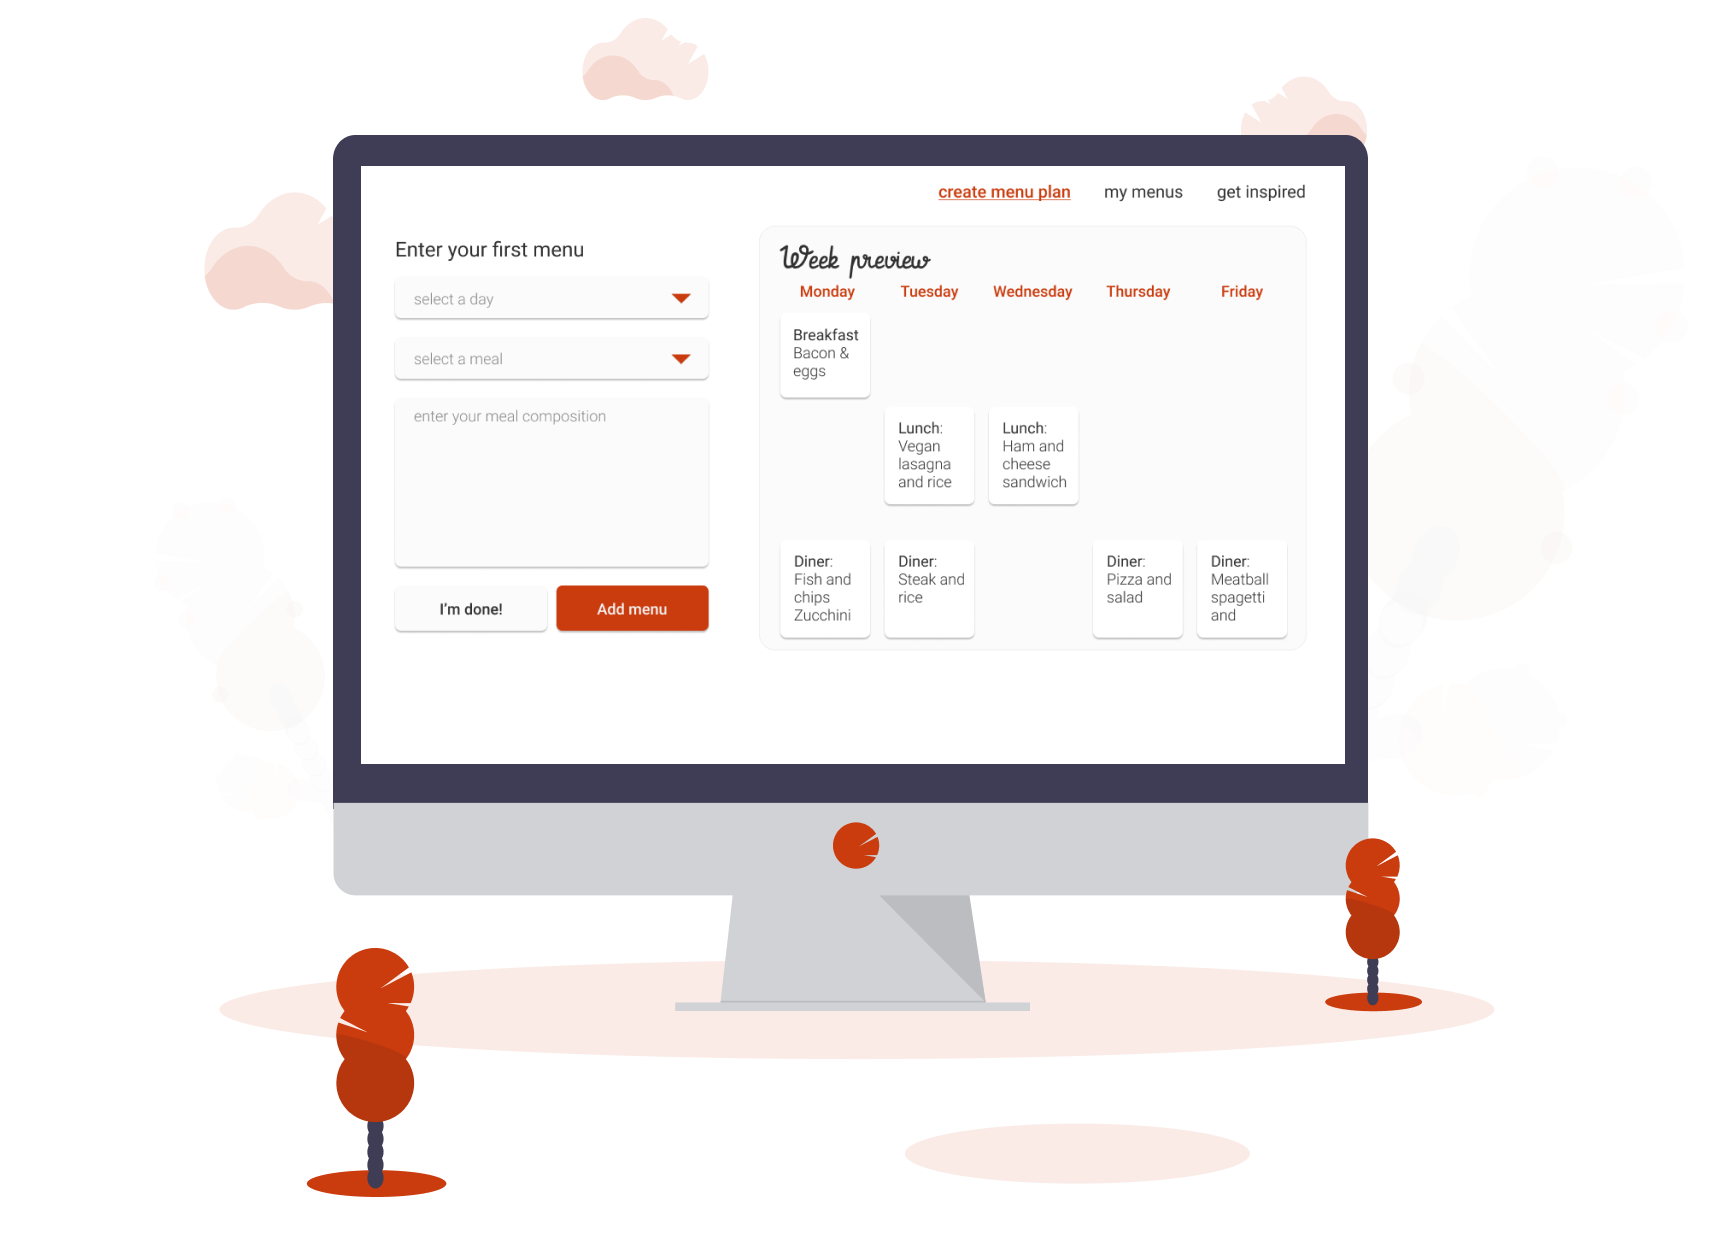 create menu plan my menus get inspired
Enter your first menu
select a day
select a meal
enter your meal composition
I'm done! Add menu
Week preview
Monday Tuesday Wednesday Thursday Friday
Breakfast
Bacon &
eggs
Lunch:
Vegan
lasagna
and rice
Lunch:
Ham and
cheese
sandwich
Diner:
Fish and
chips
Zucchini
Diner:
Steak and
rice
Diner:
Pizza and
salad
Diner:
Meatball
spagetti
and